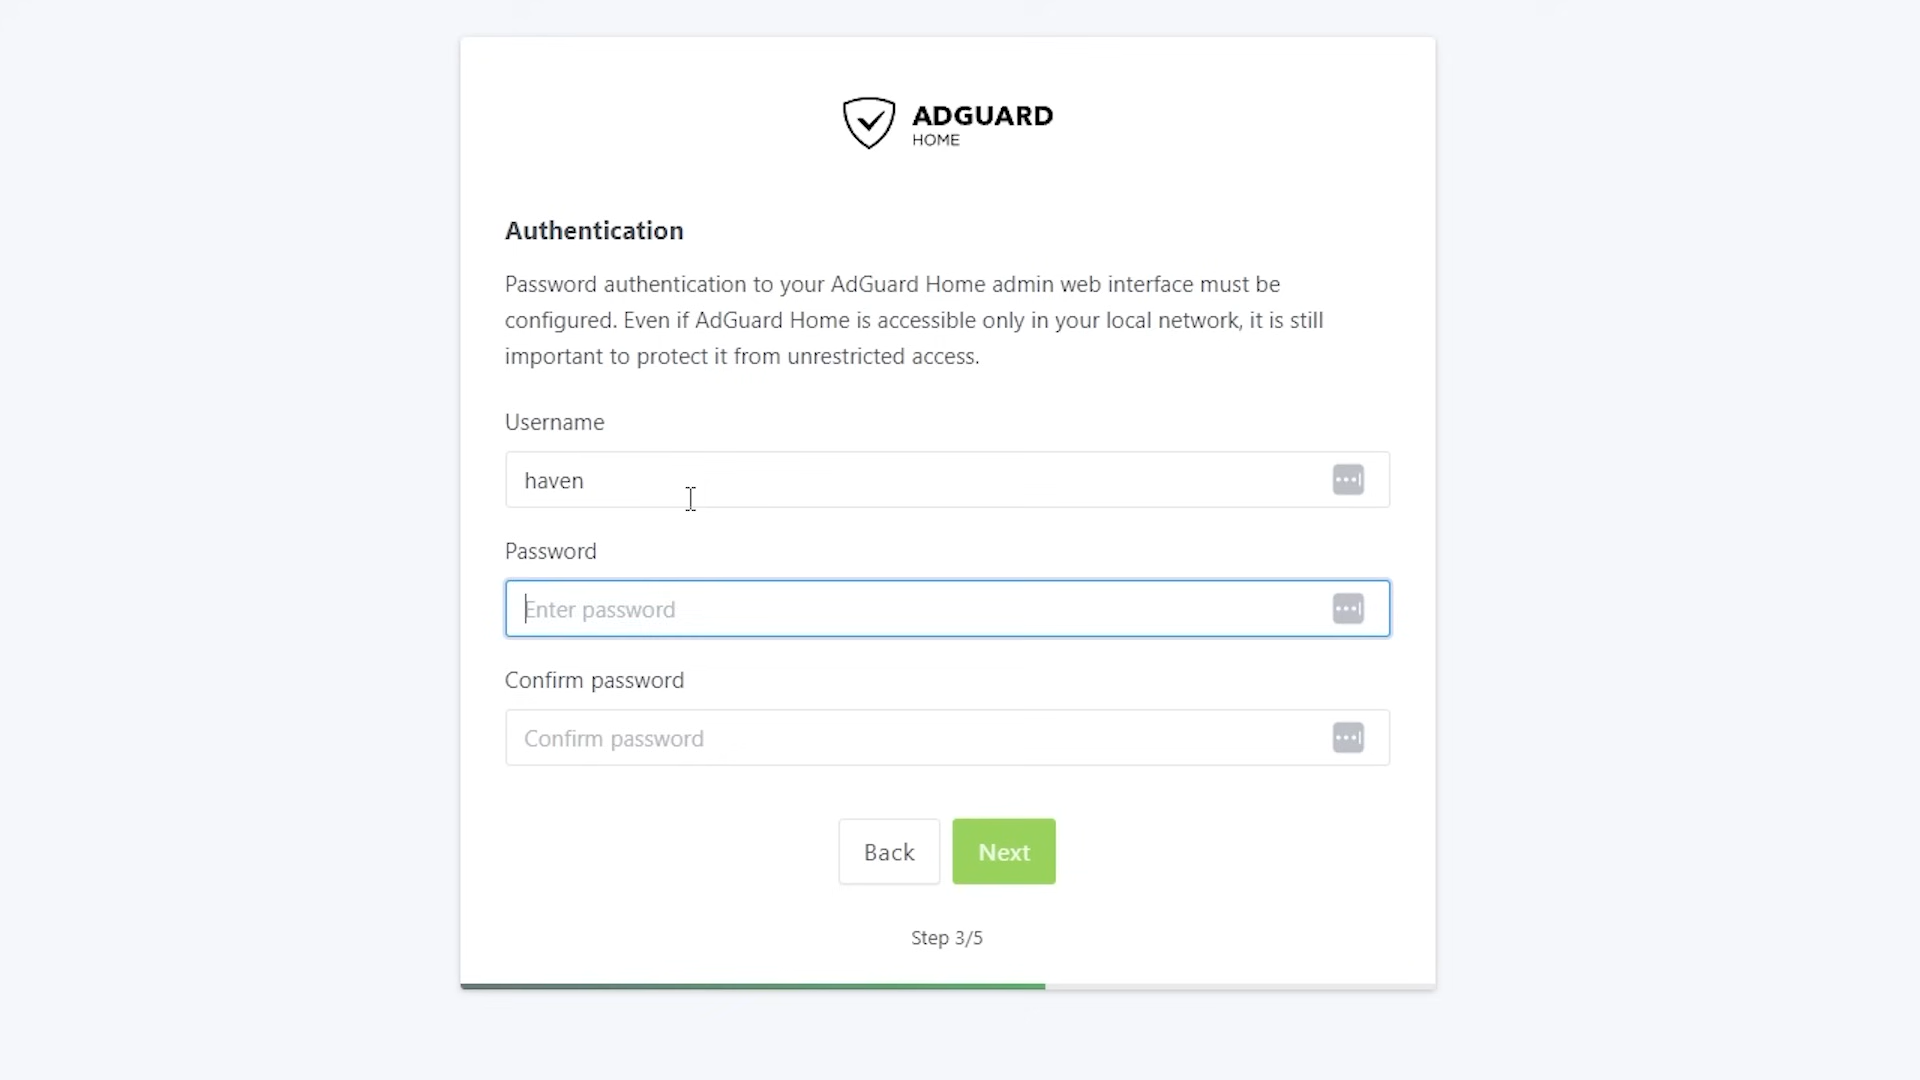 ADGUARD
HOME
Authentication
Password authentication to your AdGuard Home admin web interface must be
configured. Even if AdGuard Home is accessible only in your local network, it is still
important to protect it from unrestricted access.
Username
haven
Password
Enter password
Confirm password
Confirm password
Back Next
Step 3/5